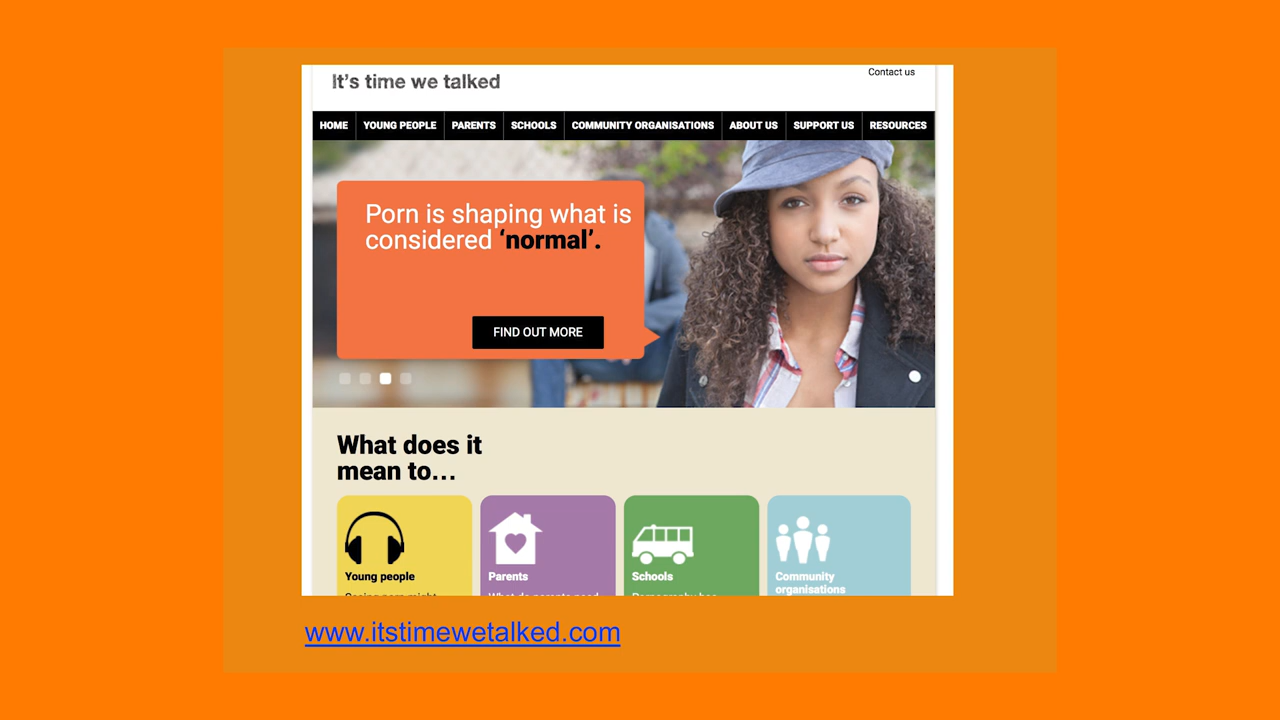 It's time we talked
Contact us
HOME YOUNG PEOPLE PARENTS SCHOOLS COMMUNITY ORGANISATIONS ABOUT US SUPPORT US RESOURCES
Porn is shaping what is
considered 'normal'.
FIND OUT MORE
What does it
mean to...
Young people
Parents
Schools
Community
organisations
www.itstimewetalked.com